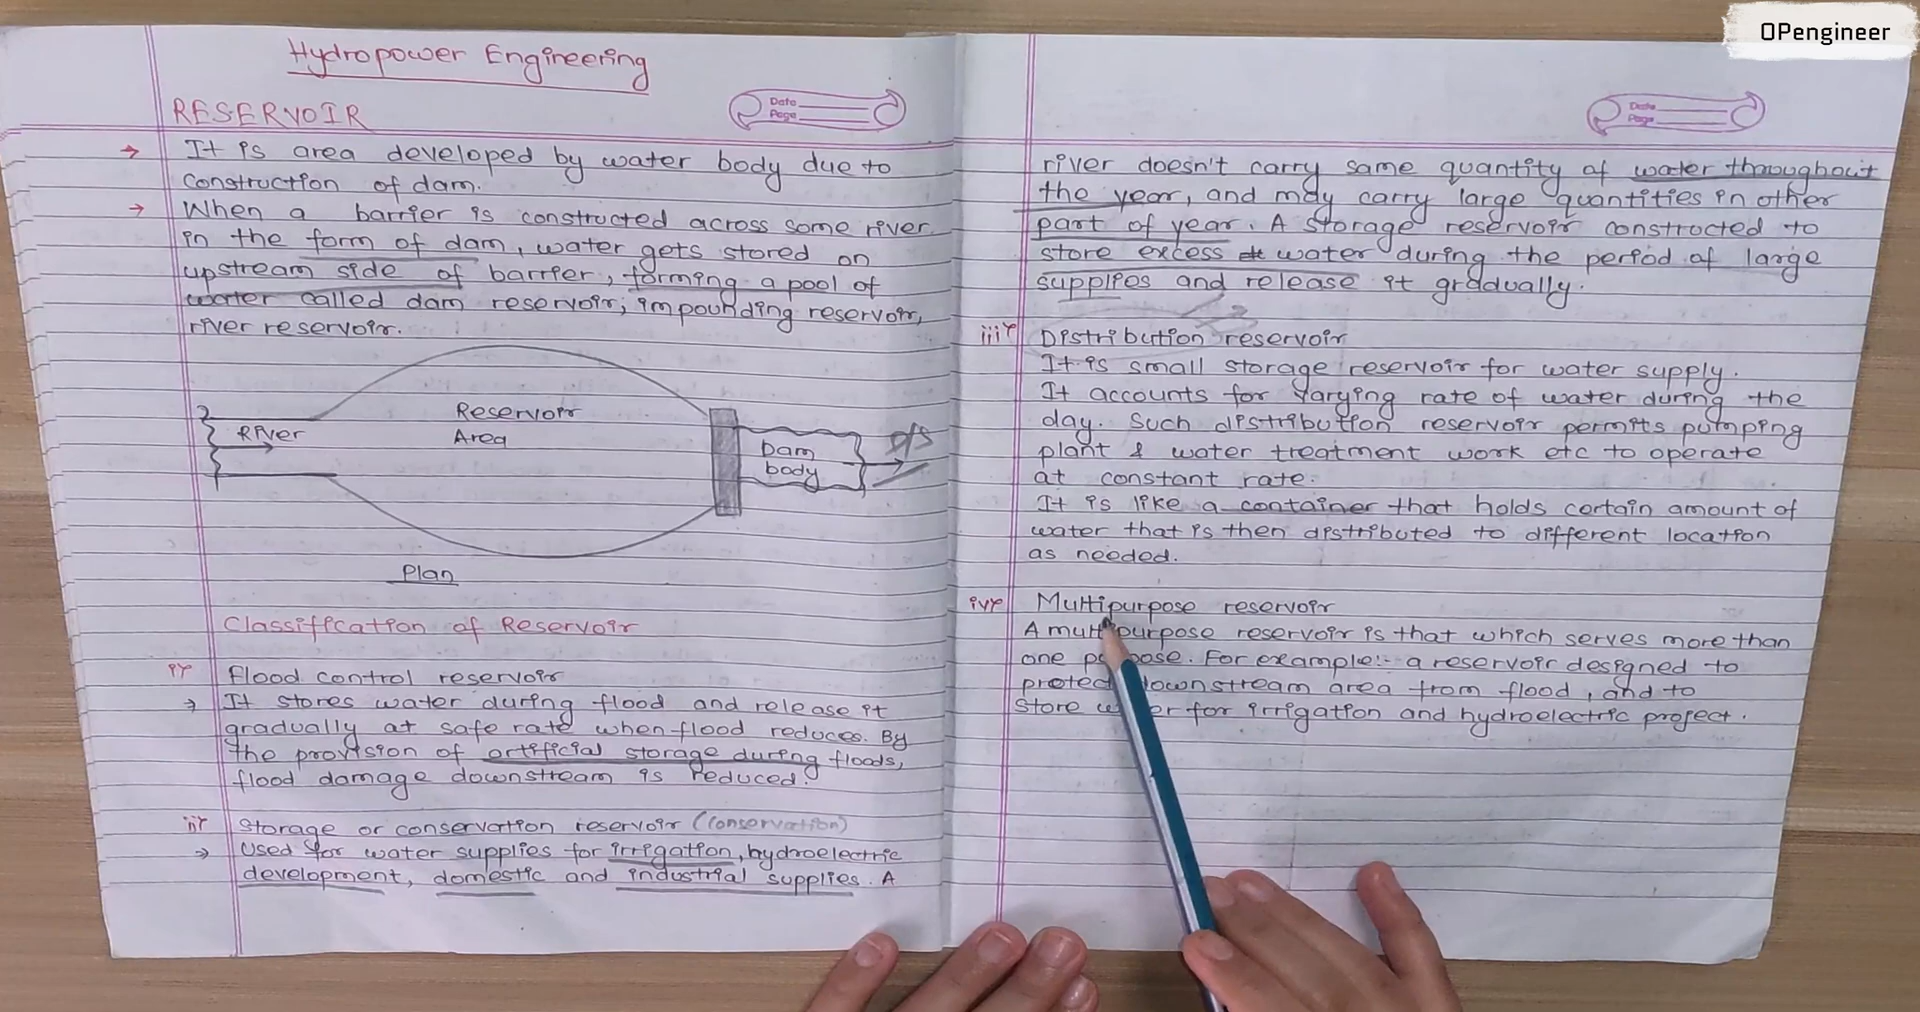 OPengineer
Hydropower Engineering
RESERVOIR
Date
Page
→ It is area developed by water body due to
construction of dam.
→ When a barrier is constructed across some river
in the form of dam, water gets stored on
upstream side of barrier, forming a pool of
water called dam reservoir, impounding reservoir,
river reservoir.
River
Reservoir
Area
Dam
body
D/S
Plan
Classification of Reservoir
i) Flood control reservoir
→ It stores water during flood and release it
gradually at safe rate when flood reduces. By
the provision of artificial storage during floods,
flood damage downstream is reduced.
ii) Storage or conservation reservoir (conservation)
→ Used for water supplies for irrigation, hydroelectric
development, domestic and industrial supplies. A
Date
Page
river doesn't carry same quantity of water throughout
the year, and may carry large quantities in other
part of year. A storage reservoir constructed to
store excess water during the period of large
supplies and release it gradually.
iii) Distribution reservoir
It is small storage reservoir for water supply.
It accounts for varying rate of water during the
day. Such distribution reservoir permits pumping
plant & water treatment work etc to operate
at constant rate.
It is like a container that holds certain amount of
water that is then distributed to different location
as needed.
iv) Multipurpose reservoir
A multipurpose reservoir is that which serves more than
one purpose. For example:- a reservoir designed to
protect downstream area from flood, and to
store water for irrigation and hydroelectric project.